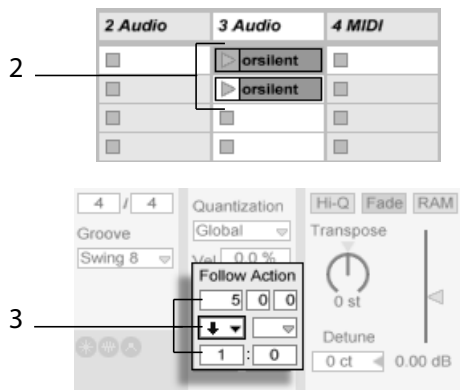 2 Audio 3 Audio 4 MIDI
2
orsilent
orsilent
4 / 4 Quantization Hi-Q Fade RAM
Groove Global Transpose
Swing 8 Vel 0.0 %
Follow Action
5 0 0 0 st
3
Detune
1 : 0 0 ct 0.00 dB